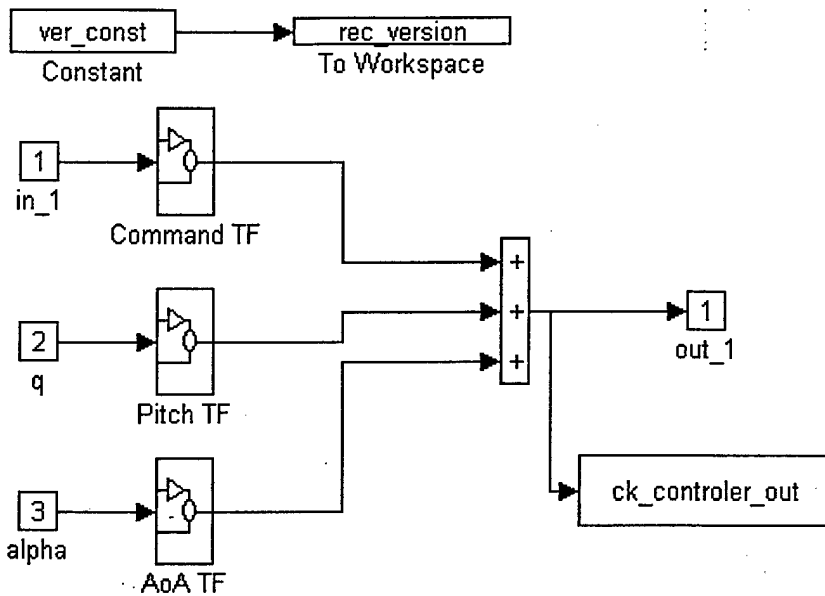 ver_const
rec_version
Constant
To Workspace
1
in_1
Command TF
+
2
q
Pitch TF
+
1
out_1
+
3
alpha
AoA TF
ck_controler_out